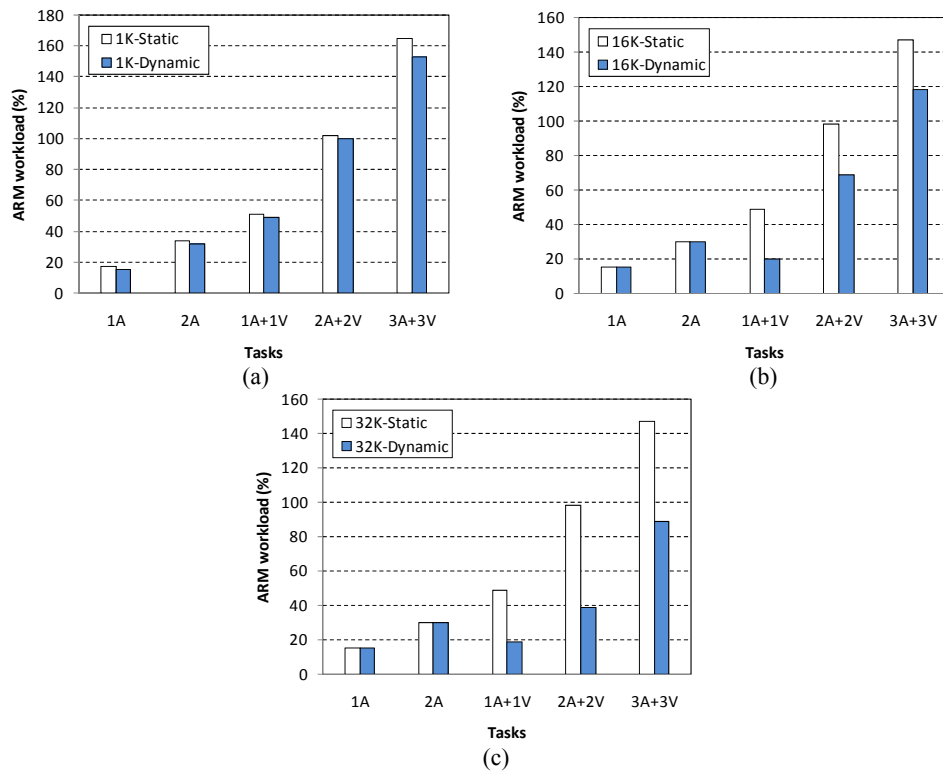 180
160
140
120
100
80
60
40
20
0
ARM workload (%)
1K-Static
1K-Dynamic
1A 2A 1A+1V 2A+2V 3A+3V
Tasks
(a)
160
140
120
100
80
60
40
20
0
ARM workload (%)
16K-Static
16K-Dynamic
1A 2A 1A+1V 2A+2V 3A+3V
Tasks
(b)
160
140
120
100
80
60
40
20
0
ARM workload (%)
32K-Static
32K-Dynamic
1A 2A 1A+1V 2A+2V 3A+3V
Tasks
(c)